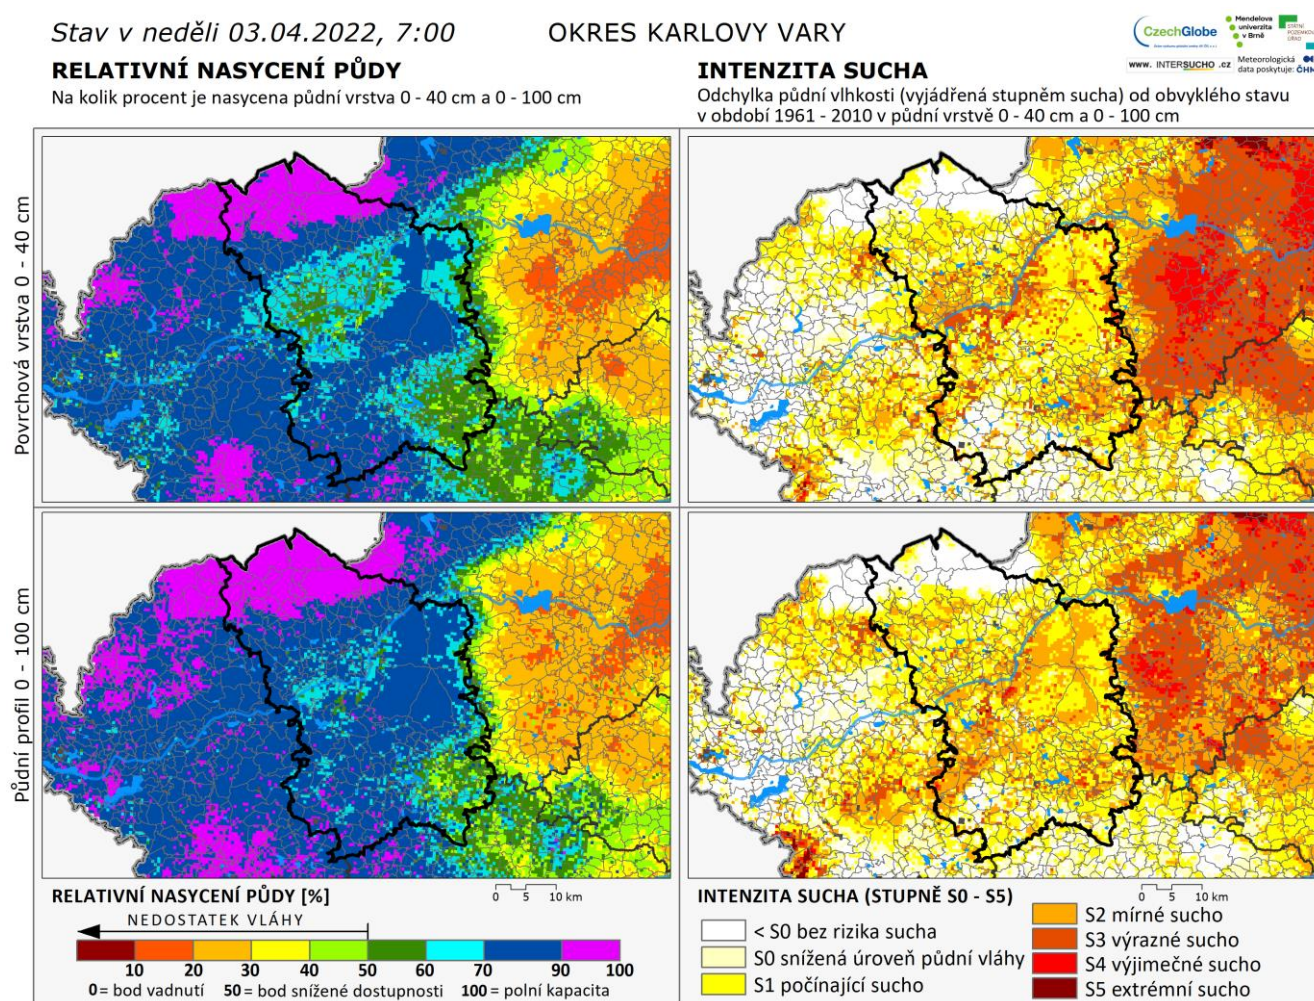 Stav v neděli 03.04.2022, 7:00
OKRES KARLOVY VARY
CzechGlobe
Mendelova
univerzita
v Brně
STÁTNÍ
POZEMKOV
ÚŘAD
www. INTERSUCHO .cz
Meteorologická
data poskytuje: ČHM
RELATIVNÍ NASYCENÍ PŮDY
Na kolik procent je nasycena půdní vrstva 0 - 40 cm a 0 - 100 cm
INTENZITA SUCHA
Odchylka půdní vlhkosti (vyjádřená stupněm sucha) od obvyklého stavu
v období 1961 - 2010 v půdní vrstvě 0 - 40 cm a 0 - 100 cm
Povrchová vrstva 0 - 40 cm
Půdní profil 0 - 100 cm
RELATIVNÍ NASYCENÍ PŮDY [%]
0 5 10 km
NEDOSTATEK VLÁHY
10 20 30 40 50 60 70 90 100
0= bod vadnutí 50 = bod snížené dostupnosti 100 = polní kapacita
INTENZITA SUCHA (STUPNĚ S0 - S5)
0 5 10 km
< S0 bez rizika sucha
S0 snížená úroveň půdní vláhy
S1 počínající sucho
S2 mírné sucho
S3 výrazné sucho
S4 výjimečné sucho
S5 extrémní sucho